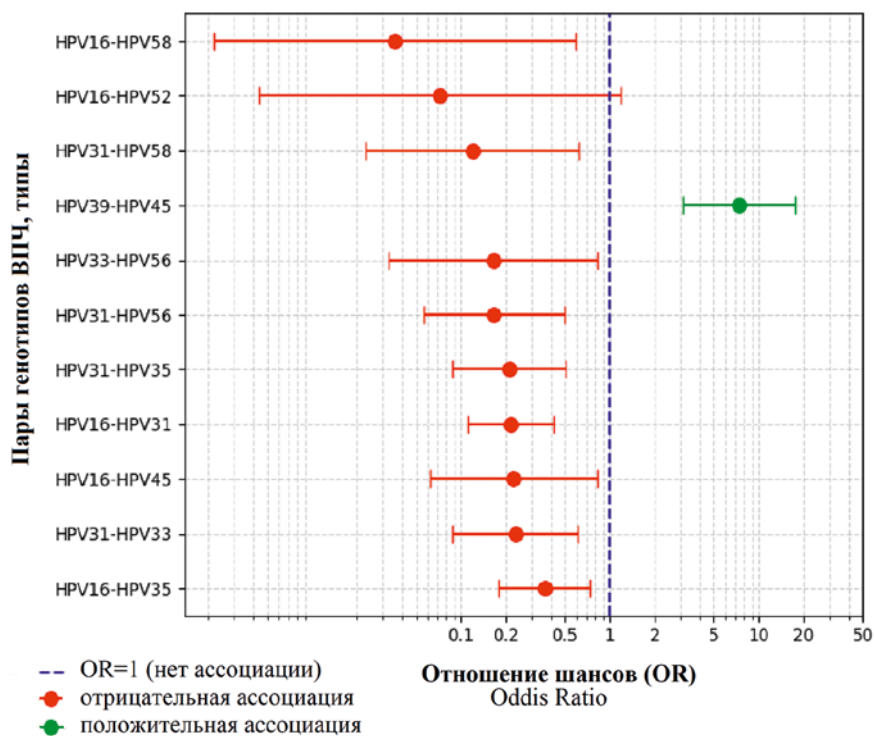 Пары генотипов ВПЧ, типы
HPV16-HPV58
HPV16-HPV52
HPV31-HPV58
HPV39-HPV45
HPV33-HPV56
HPV31-HPV56
HPV31-HPV35
HPV16-HPV31
HPV16-HPV45
HPV31-HPV33
HPV16-HPV35
0.1 0.2 0.5 1 2 5 10 20 50
Отношение шансов (OR)
Oddis Ratio
OR=1 (нет ассоциации)
отрицательная ассоциация
положительная ассоциация